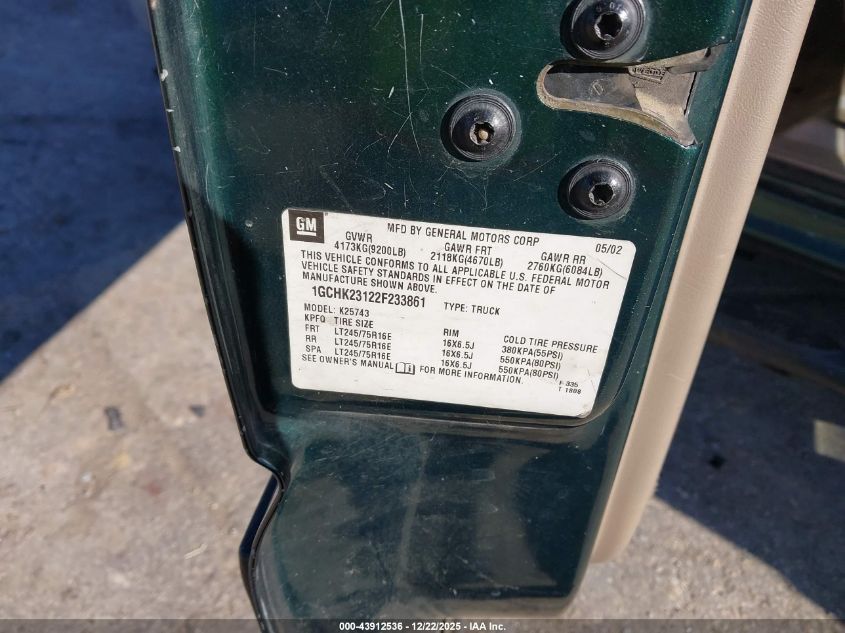 GM
MFD BY GENERAL MOTORS CORP 05/02
GVWR GAWR FRT GAWR RR
4173KG(9200LB) 2118KG(4670LB) 2760KG(6084LB)
THIS VEHICLE CONFORMS TO ALL APPLICABLE U.S. FEDERAL MOTOR
VEHICLE SAFETY STANDARDS IN EFFECT ON THE DATE OF
MANUFACTURE SHOWN ABOVE.
1GCHK23122F233861 TYPE: TRUCK
MODEL: K25743
KPFQ TIRE SIZE RIM COLD TIRE PRESSURE
FRT LT245/75R16E 16X6.5J 380KPA(55PSI)
RR LT245/75R16E 16X6.5J 550KPA(80PSI)
SPA LT245/75R16E 16X6.5J 550KPA(80PSI)
SEE OWNER'S MANUAL FOR MORE INFORMATION.
F 335
T 1898
000-43912536 - 12/22/2025 - IAA Inc.